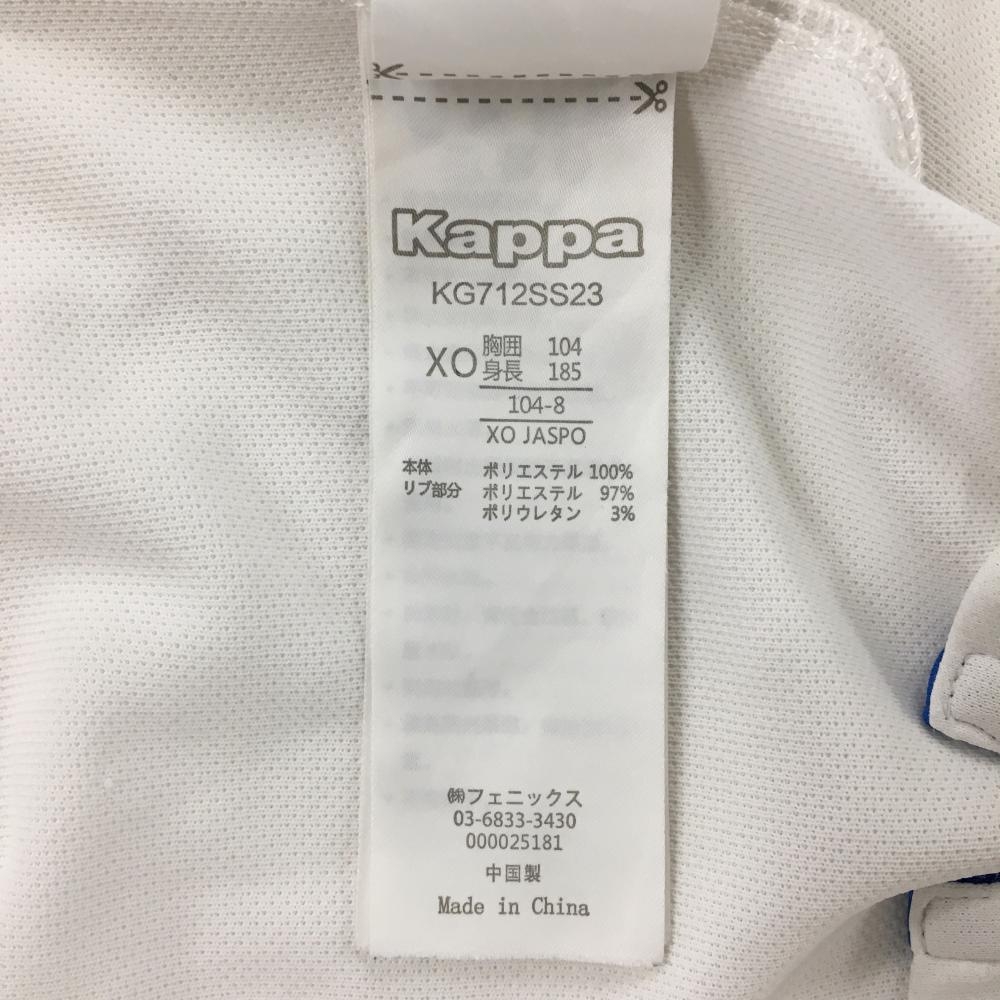 Kappa
KG712SS23
XO 胸囲 104
身長 185
104-8
XO JASPO
本体 ポリエステル 100%
リブ部分 ポリエステル 97%
ポリウレタン 3%
㈱フェニックス
03-6833-3430
000025181
中国製
Made in China